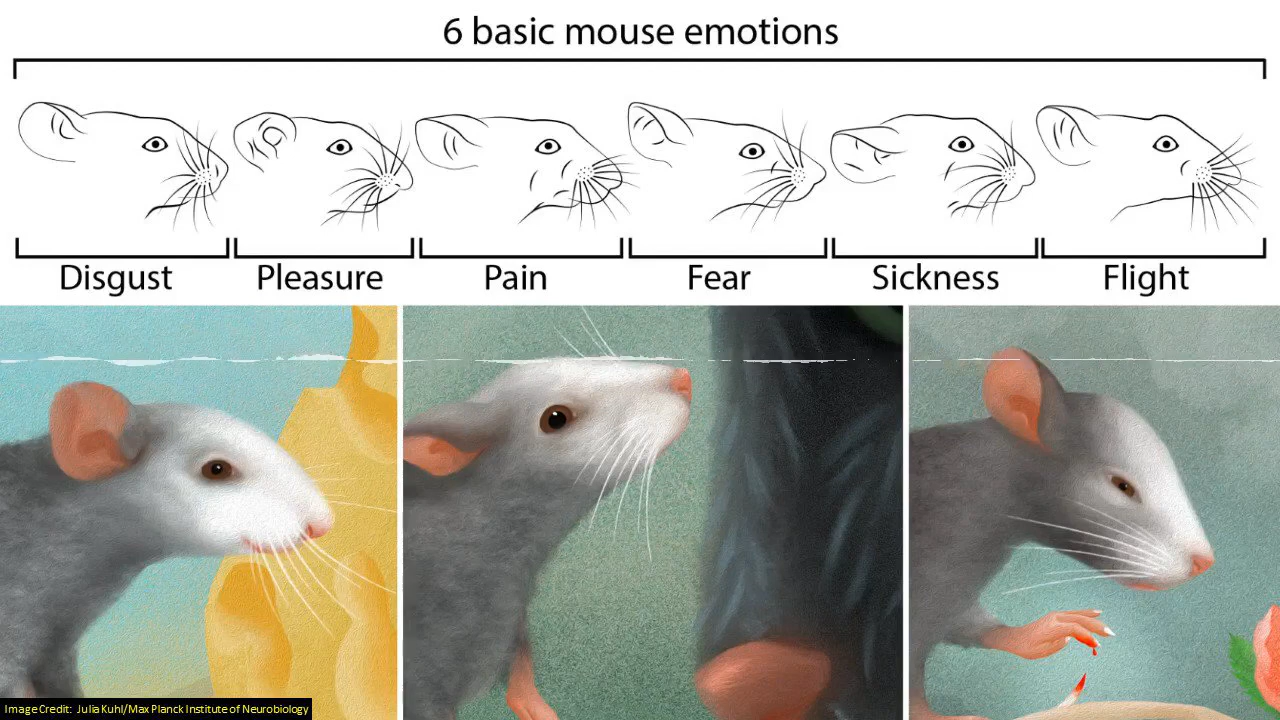 6 basic mouse emotions
Disgust
Pleasure
Pain
Fear
Sickness
Flight
Image Credit: Julia Kuhl/Max Planck Institute of Neurobiology